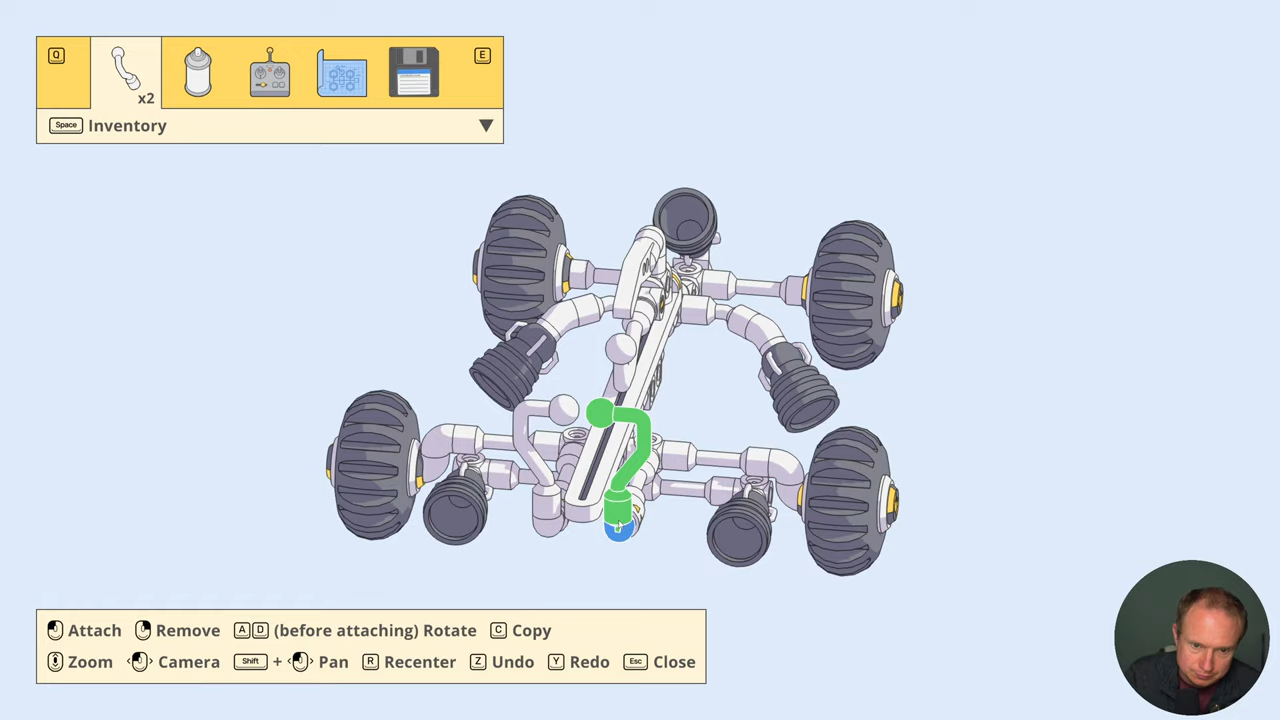 Q
x2
E
Space Inventory
Attach Remove A D (before attaching) Rotate C Copy
Zoom Camera Shift + Pan R Recenter Z Undo Y Redo Esc Close